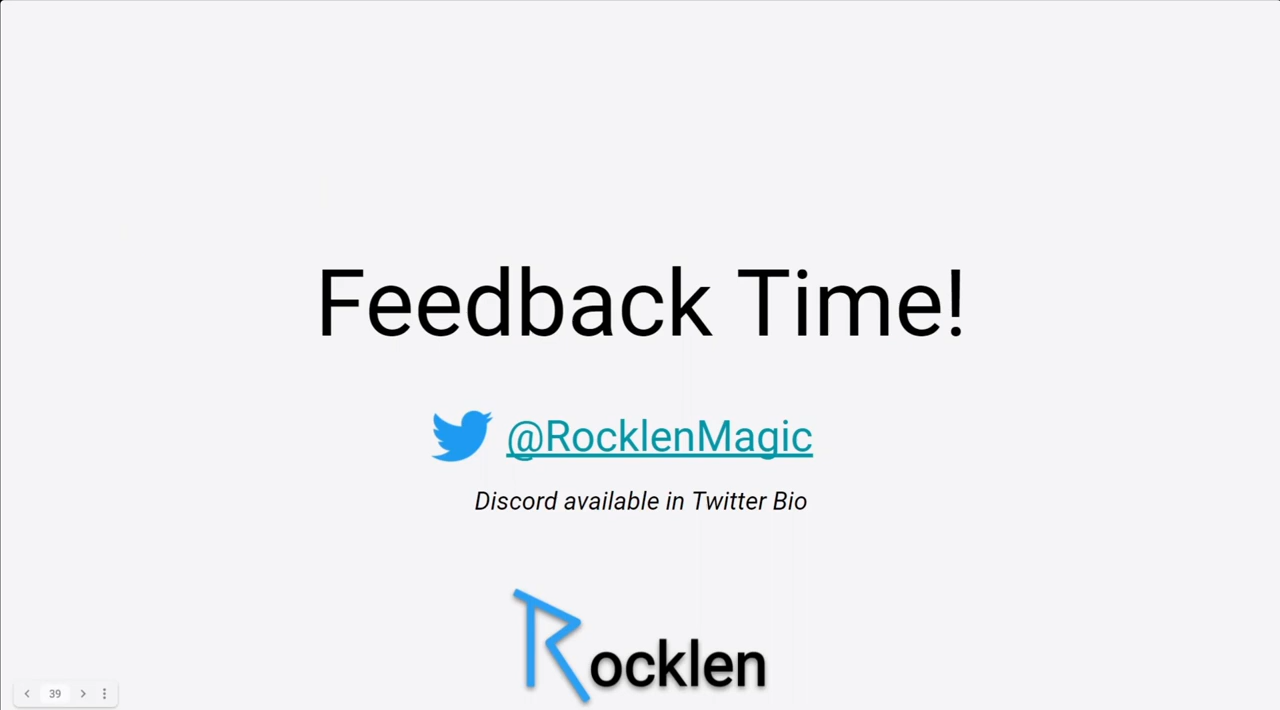 Feedback Time!
@RocklenMagic
Discord available in Twitter Bio
Rocklen
39